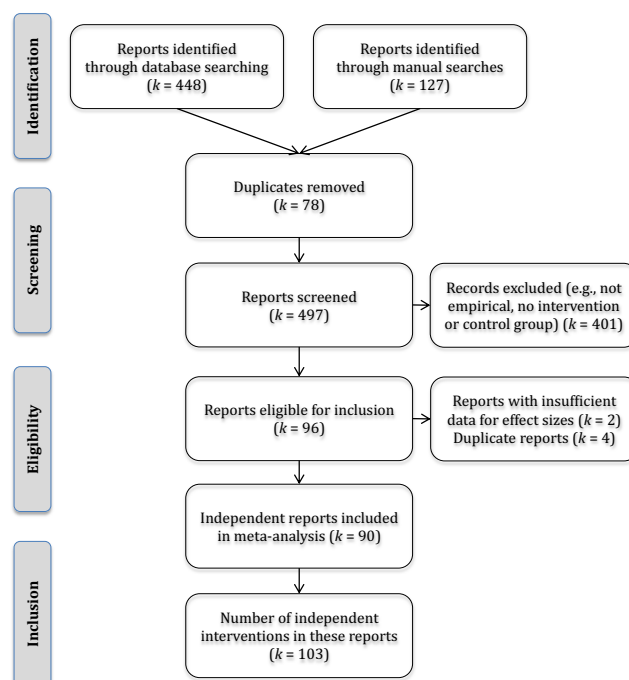 Identification
Reports identified
through database searching
(k = 448)
Reports identified
through manual searches
(k = 127)
Screening
Duplicates removed
(k = 78)
Reports screened
(k = 497)
Records excluded (e.g., not
empirical, no intervention
or control group) (k = 401)
Eligibility
Reports eligible for inclusion
(k = 96)
Reports with insufficient
data for effect sizes (k = 2)
Duplicate reports (k = 4)
Independent reports included
in meta-analysis (k = 90)
Inclusion
Number of independent
interventions in these reports
(k = 103)